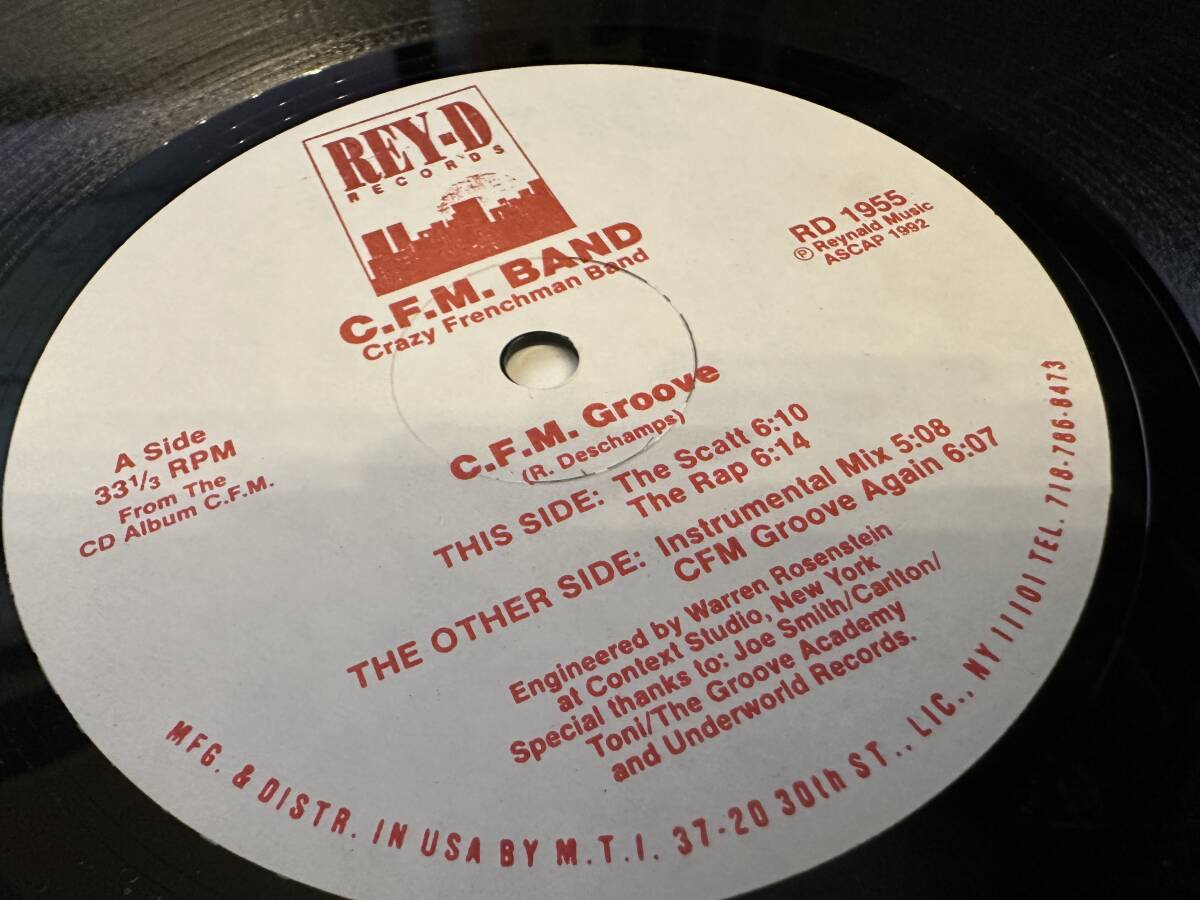 REY-D
RECORDS
C.F.M. BAND
Crazy Frenchman Band
RD 1955
℗ Reynald Music
ASCAP 1992
A Side
33 1/3 RPM
From The
CD Album C.F.M.
C.F.M. Groove
(R. Deschamps)
THIS SIDE: The Scatt 6:10
The Rap 6:14
THE OTHER SIDE: Instrumental Mix 5:08
CFM Groove Again 6:07
Engineered by Warren Rosenstein
at Context Studio, New York
Special thanks to: Joe Smith/Carlton/
Toni/The Groove Academy
and Underworld Records.
MFG. & DISTR. IN USA BY M.T.I. 37-20 30th ST., LIC., NY 11101 TEL. 718-786-8473